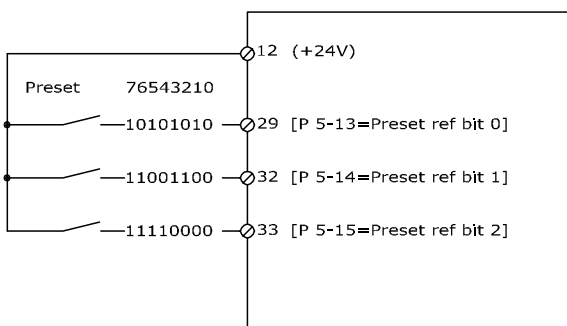 12 (+24V)
Preset 76543210
10101010 29 [P 5-13=Preset ref bit 0]
11001100 32 [P 5-14=Preset ref bit 1]
11110000 33 [P 5-15=Preset ref bit 2]